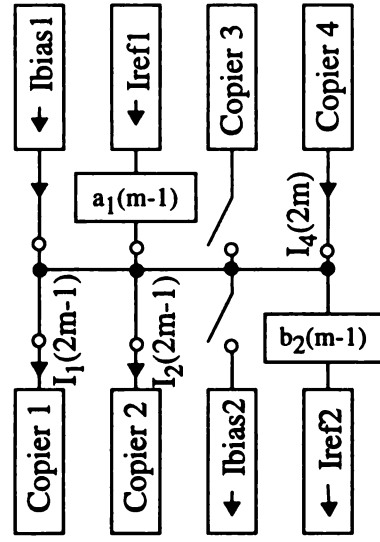 Ibias1
Iref1
Copier 3
Copier 4
a₁(m-1)
I₄(2m)
I₁(2m-1)
I₂(2m-1)
b₂(m-1)
Copier 1
Copier 2
Ibias2
Iref2